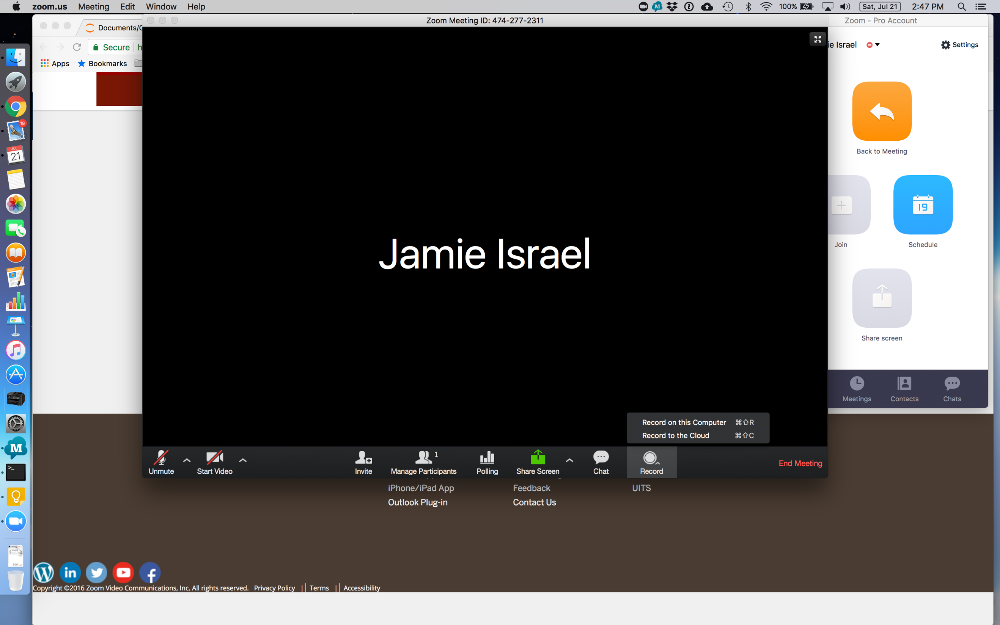 zoom.us Meeting Edit Window Help
100% Sat, Jul 21 2:47 PM
Documents/G
Zoom Meeting ID: 474-277-2311
Zoom - Pro Account
Secure h
ie Israel
Settings
Apps Bookmarks
18
JUL
21
Back to Meeting
19
Join
Schedule
Jamie Israel
PAGES
Share screen
Meetings Contacts Chats
Record on this Computer ⌘⇧R
Record to the Cloud ⌘⇧C
M
>_
Unmute Start Video Invite Manage Participants 1 Polling Share Screen Chat Record End Meeting
iPhone/iPad App Feedback UITS
Outlook Plug-in Contact Us
PDF
in
Copyright ©2016 Zoom Video Communications, Inc. All rights reserved. Privacy Policy || Terms || Accessibility